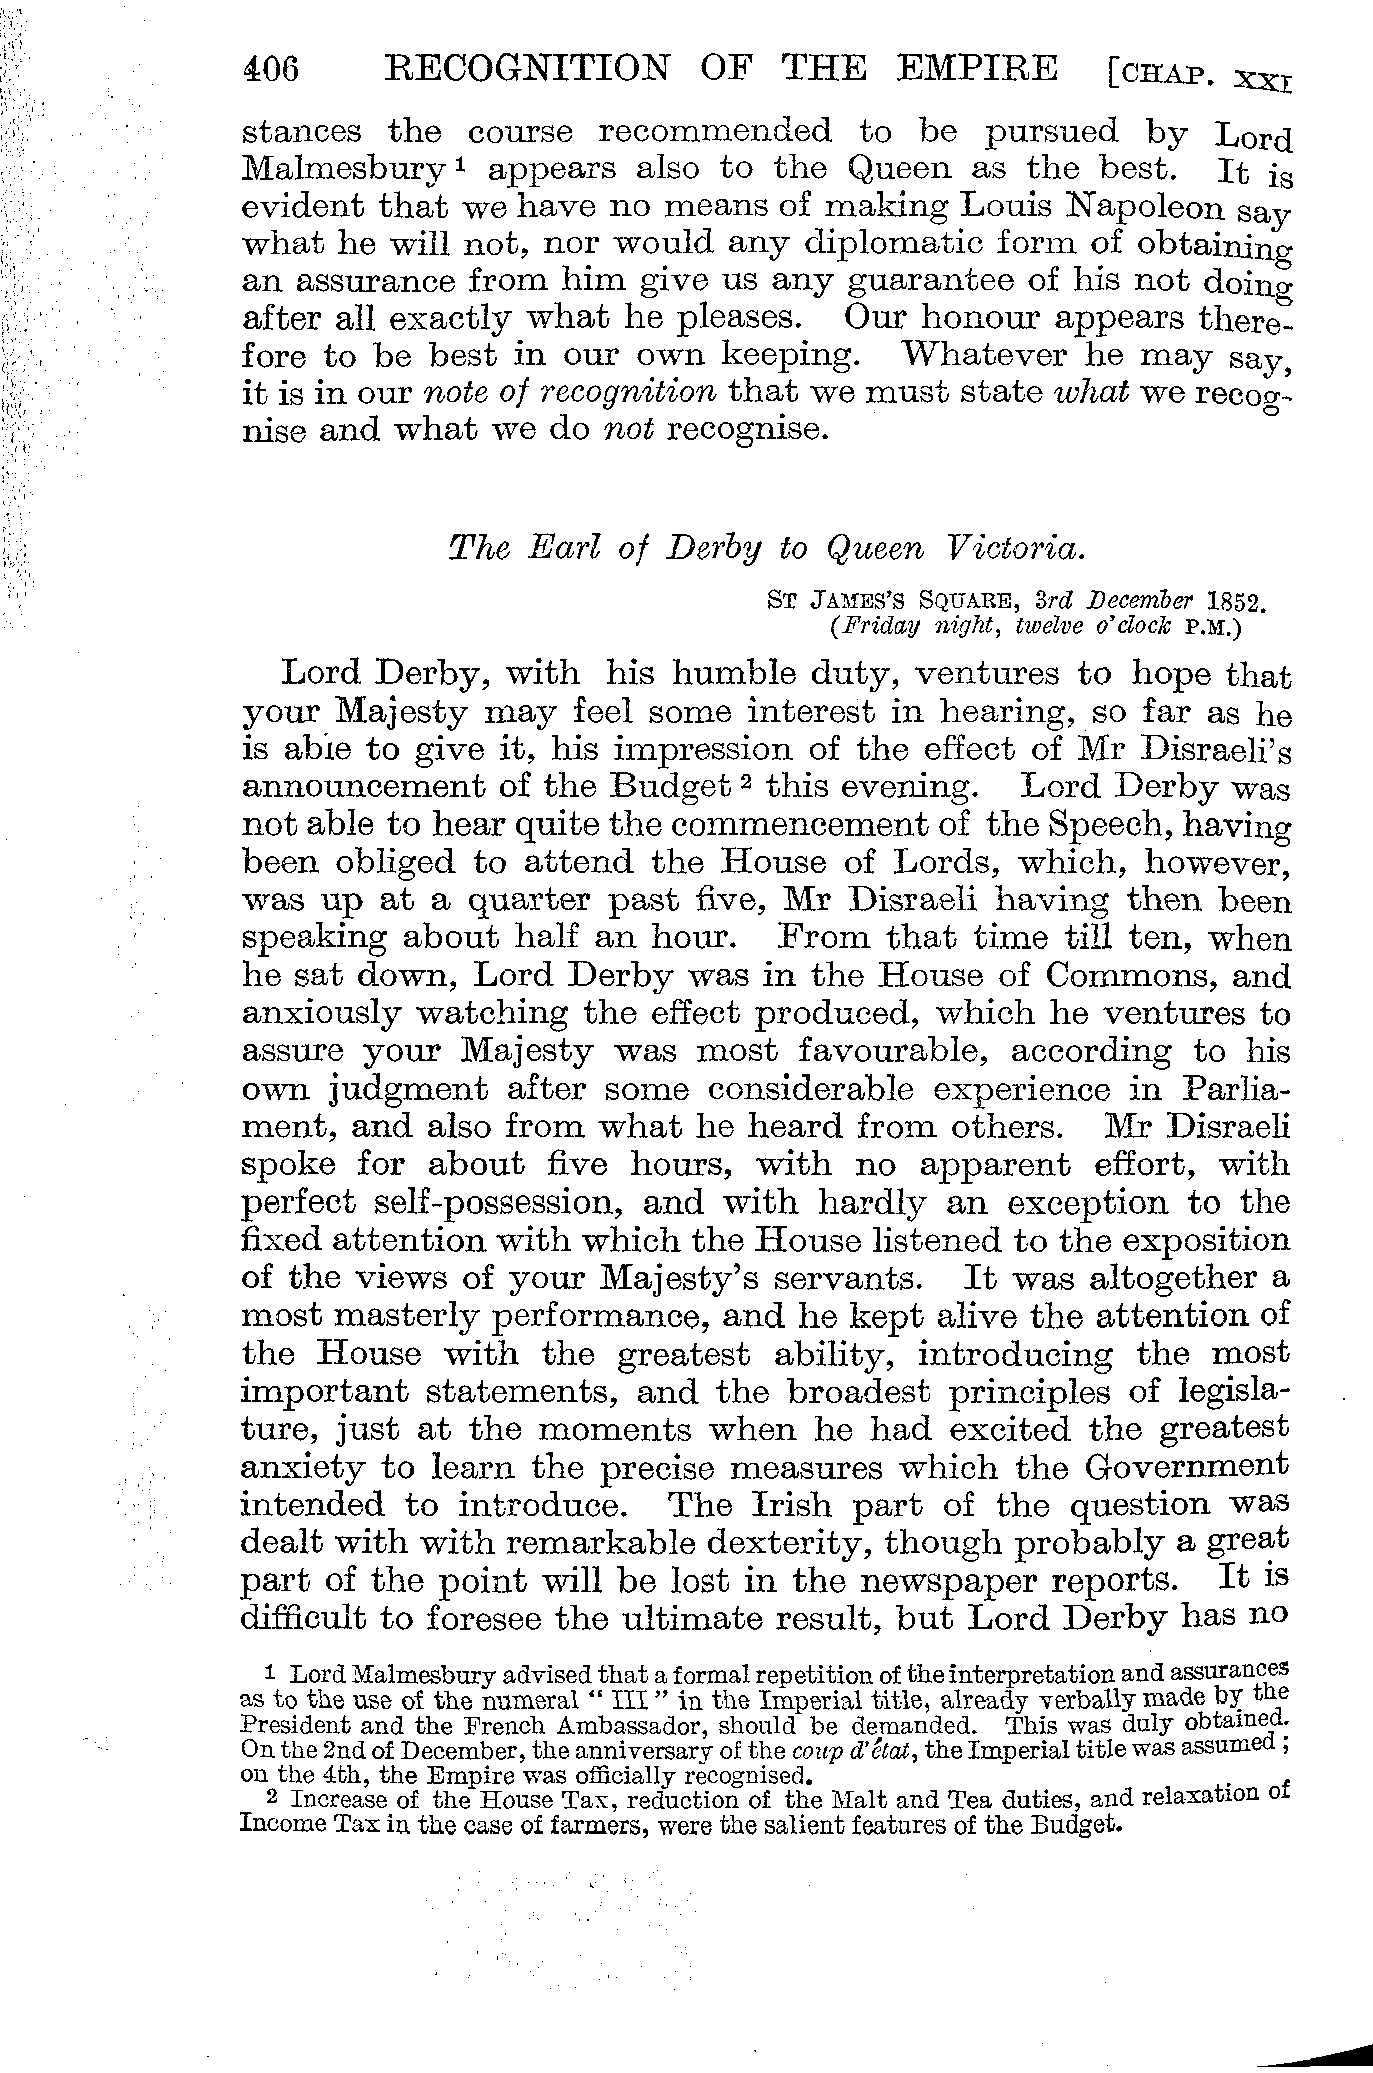 406 RECOGNITION OF THE EMPIRE [CHAP. XXI
stances the course recommended to be pursued by Lord
Malmesbury 1 appears also to the Queen as the best. It is
evident that we have no means of making Louis Napoleon say
what he will not, nor would any diplomatic form of obtaining
an assurance from him give us any guarantee of his not doing
after all exactly what he pleases. Our honour appears there-
fore to be best in our own keeping. Whatever he may say,
it is in our note of recognition that we must state what we recog-
nise and what we do not recognise.
The Earl of Derby to Queen Victoria.
ST JAMES'S SQUARE, 3rd December 1852.
(Friday night, twelve o'clock P.M.)
Lord Derby, with his humble duty, ventures to hope that
your Majesty may feel some interest in hearing, so far as he
is able to give it, his impression of the effect of Mr Disraeli's
announcement of the Budget 2 this evening. Lord Derby was
not able to hear quite the commencement of the Speech, having
been obliged to attend the House of Lords, which, however,
was up at a quarter past five, Mr Disraeli having then been
speaking about half an hour. From that time till ten, when
he sat down, Lord Derby was in the House of Commons, and
anxiously watching the effect produced, which he ventures to
assure your Majesty was most favourable, according to his
own judgment after some considerable experience in Parlia-
ment, and also from what he heard from others. Mr Disraeli
spoke for about five hours, with no apparent effort, with
perfect self-possession, and with hardly an exception to the
fixed attention with which the House listened to the exposition
of the views of your Majesty's servants. It was altogether a
most masterly performance, and he kept alive the attention of
the House with the greatest ability, introducing the most
important statements, and the broadest principles of legisla-
ture, just at the moments when he had excited the greatest
anxiety to learn the precise measures which the Government
intended to introduce. The Irish part of the question was
dealt with with remarkable dexterity, though probably a great
part of the point will be lost in the newspaper reports. It is
difficult to foresee the ultimate result, but Lord Derby has no
1 Lord Malmesbury advised that a formal repetition of the interpretation and assurances
as to the use of the numeral " III " in the Imperial title, already verbally made by the
President and the French Ambassador, should be demanded. This was duly obtained.
On the 2nd of December, the anniversary of the coup d'état, the Imperial title was assumed ;
on the 4th, the Empire was officially recognised.
2 Increase of the House Tax, reduction of the Malt and Tea duties, and relaxation of
Income Tax in the case of farmers, were the salient features of the Budget.